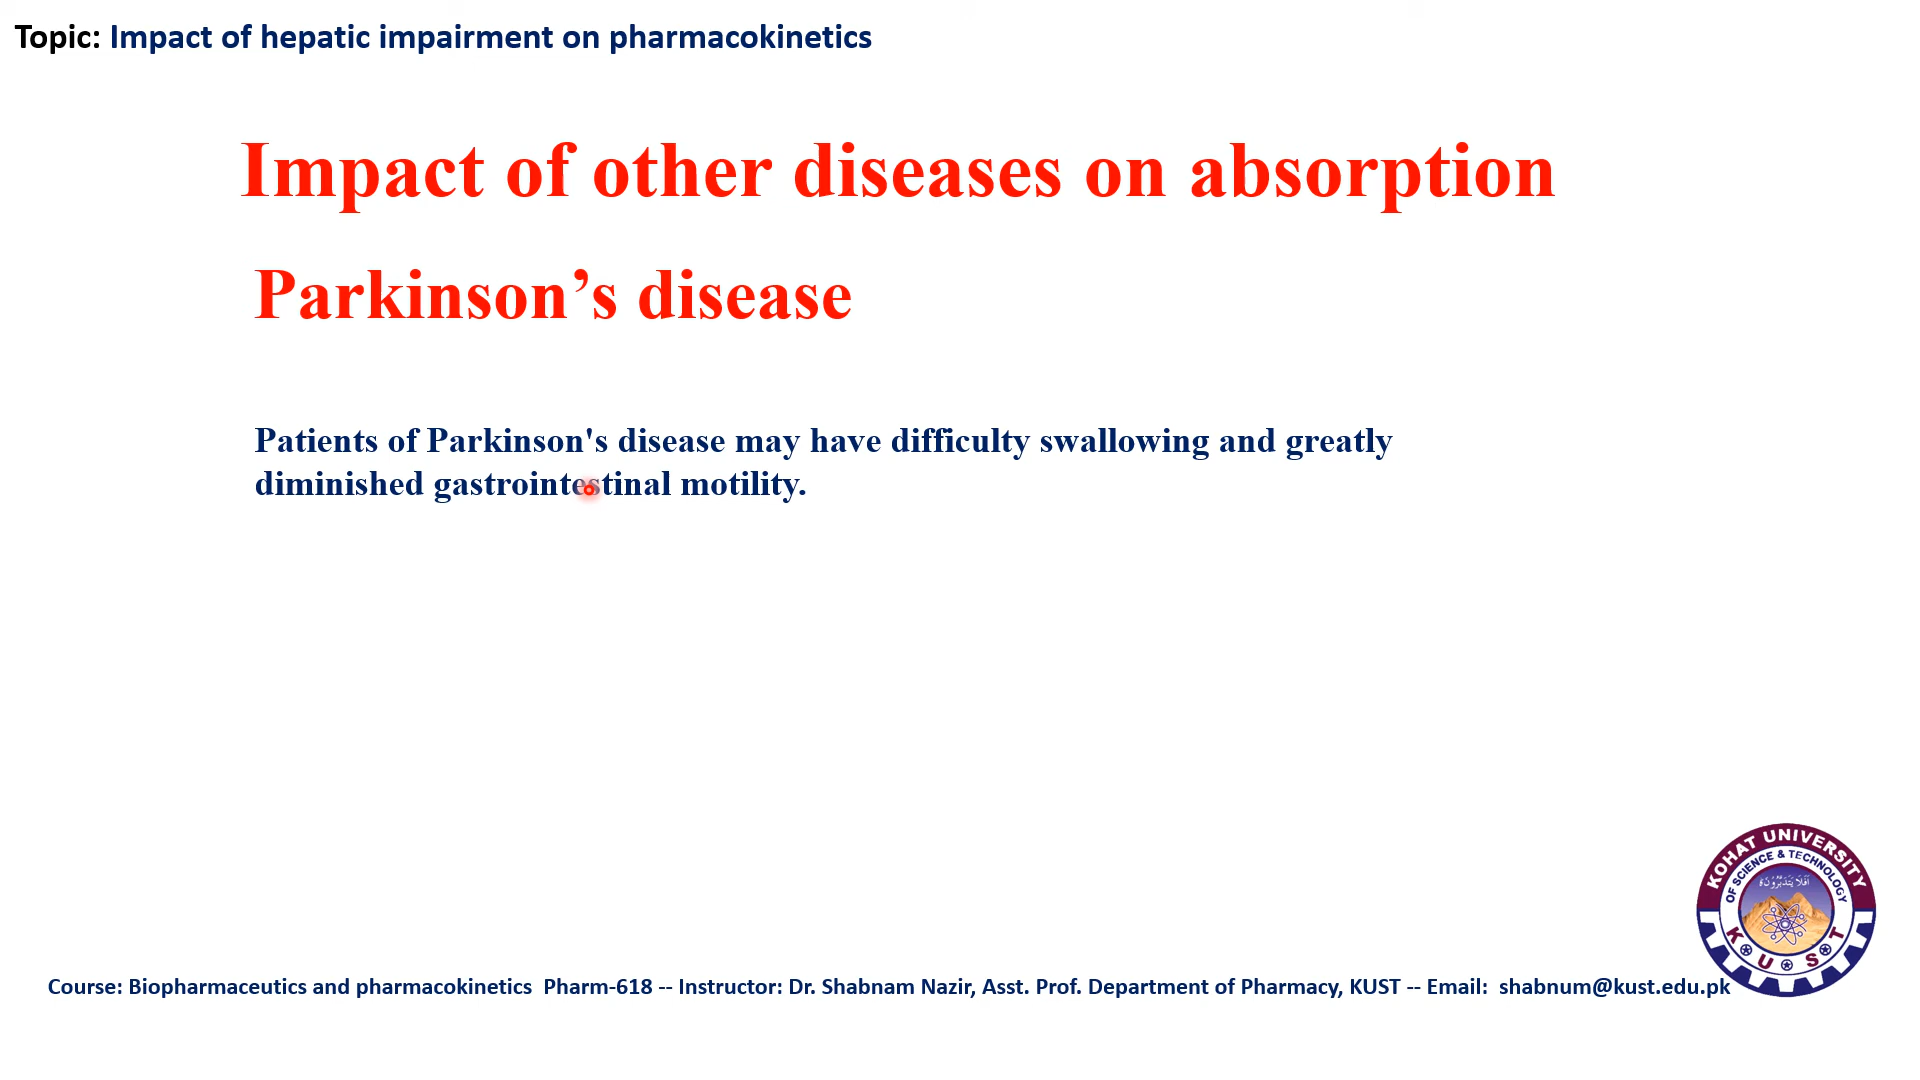 Topic: Impact of hepatic impairment on pharmacokinetics
Impact of other diseases on absorption
Parkinson’s disease
Patients of Parkinson's disease may have difficulty swallowing and greatly
diminished gastrointestinal motility.
KOHAT UNIVERSITY
OF SCIENCE & TECHNOLOGY
K U S T
Course: Biopharmaceutics and pharmacokinetics  Pharm-618 -- Instructor: Dr. Shabnam Nazir, Asst. Prof. Department of Pharmacy, KUST -- Email:  shabnum@kust.edu.pk